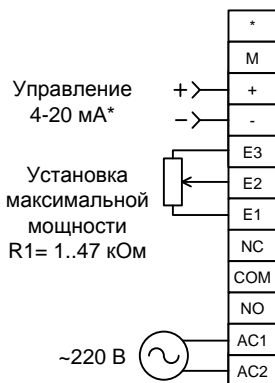 *
M
Управление
+
+
4-20 мА*
-
-
E3
Установка
E2
максимальной
мощности
E1
R1= 1..47 кОм
NC
COM
NO
~220 В
AC1
AC2